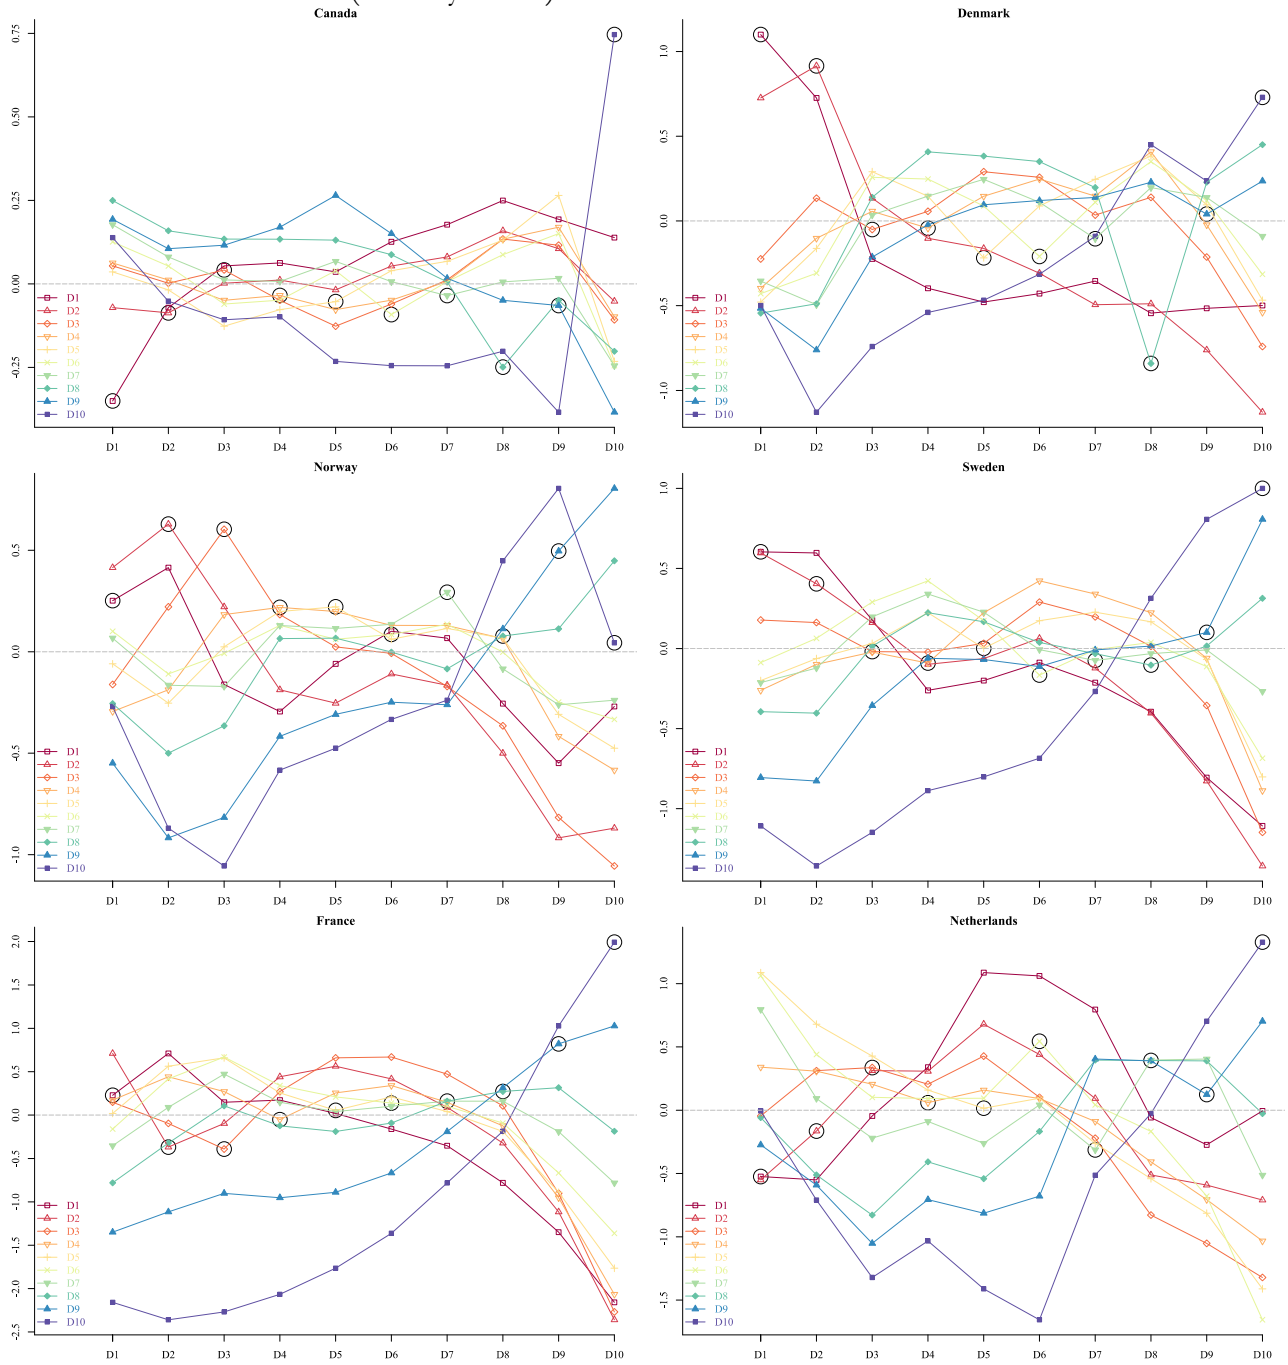 Canada
0.75
0.50
0.25
0.00
-0.25
D1
D2
D3
D4
D5
D6
D7
D8
D9
D10
D1 D2 D3 D4 D5 D6 D7 D8 D9 D10
Denmark
1.0
0.5
0.0
-0.5
-1.0
D1
D2
D3
D4
D5
D6
D7
D8
D9
D10
D1 D2 D3 D4 D5 D6 D7 D8 D9 D10
Norway
0.5
0.0
-0.5
-1.0
D1
D2
D3
D4
D5
D6
D7
D8
D9
D10
D1 D2 D3 D4 D5 D6 D7 D8 D9 D10
Sweden
1.0
0.5
0.0
-0.5
-1.0
D1
D2
D3
D4
D5
D6
D7
D8
D9
D10
D1 D2 D3 D4 D5 D6 D7 D8 D9 D10
France
2.0
1.5
1.0
0.5
0.0
-0.5
-1.0
-1.5
-2.0
-2.5
D1
D2
D3
D4
D5
D6
D7
D8
D9
D10
D1 D2 D3 D4 D5 D6 D7 D8 D9 D10
Netherlands
1.0
0.5
0.0
-0.5
-1.0
-1.5
D1
D2
D3
D4
D5
D6
D7
D8
D9
D10
D1 D2 D3 D4 D5 D6 D7 D8 D9 D10